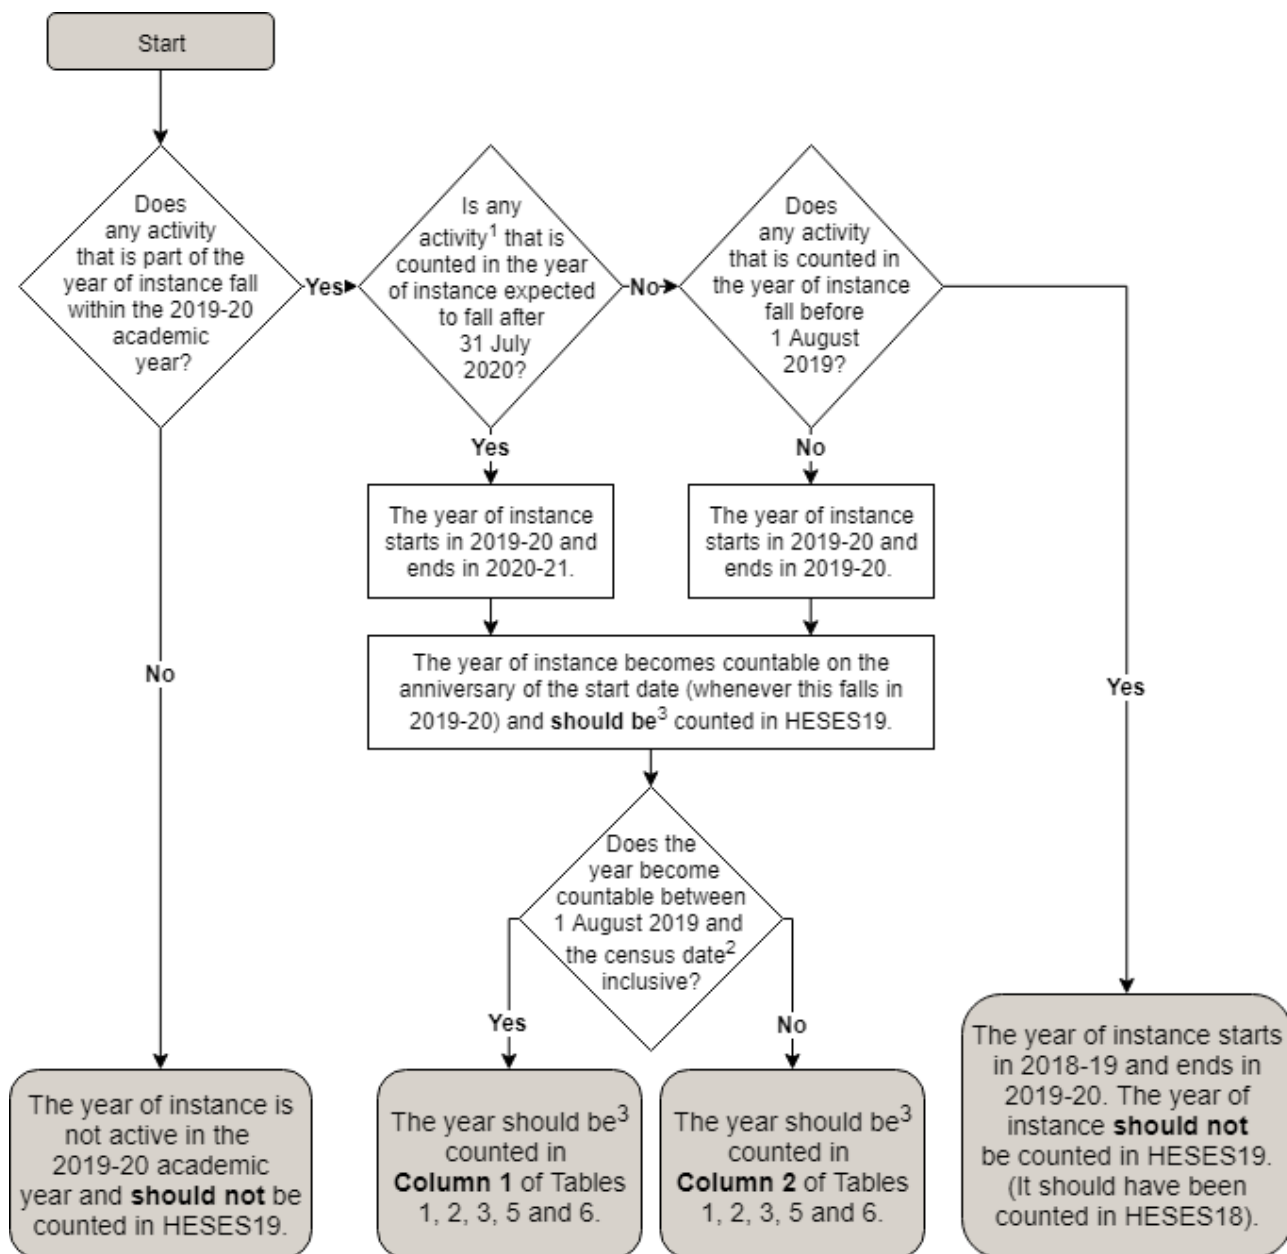 Start
Does
any activity
that is part of the
year of instance fall
within the 2019-20
academic
year?
Yes
Is any
activity¹ that is
counted in the year
of instance expected
to fall after
31 July
2020?
No
Does
any activity
that is counted in
the year of instance
fall before
1 August
2019?
Yes
No
The year of instance
starts in 2019-20 and
ends in 2020-21.
The year of instance
starts in 2019-20 and
ends in 2019-20.
No
The year of instance becomes countable on the
anniversary of the start date (whenever this falls in
2019-20) and should be³ counted in HESES19.
Yes
Does the
year become
countable between
1 August 2019 and
the census date²
inclusive?
Yes
No
The year of instance is
not active in the
2019-20 academic
year and should not be
counted in HESES19.
The year should be³
counted in
Column 1 of Tables
1, 2, 3, 5 and 6.
The year should be³
counted in
Column 2 of Tables
1, 2, 3, 5 and 6.
The year of instance starts
in 2018-19 and ends in
2019-20. The year of
instance should not
be counted in HESES19.
(It should have been
counted in HESES18).